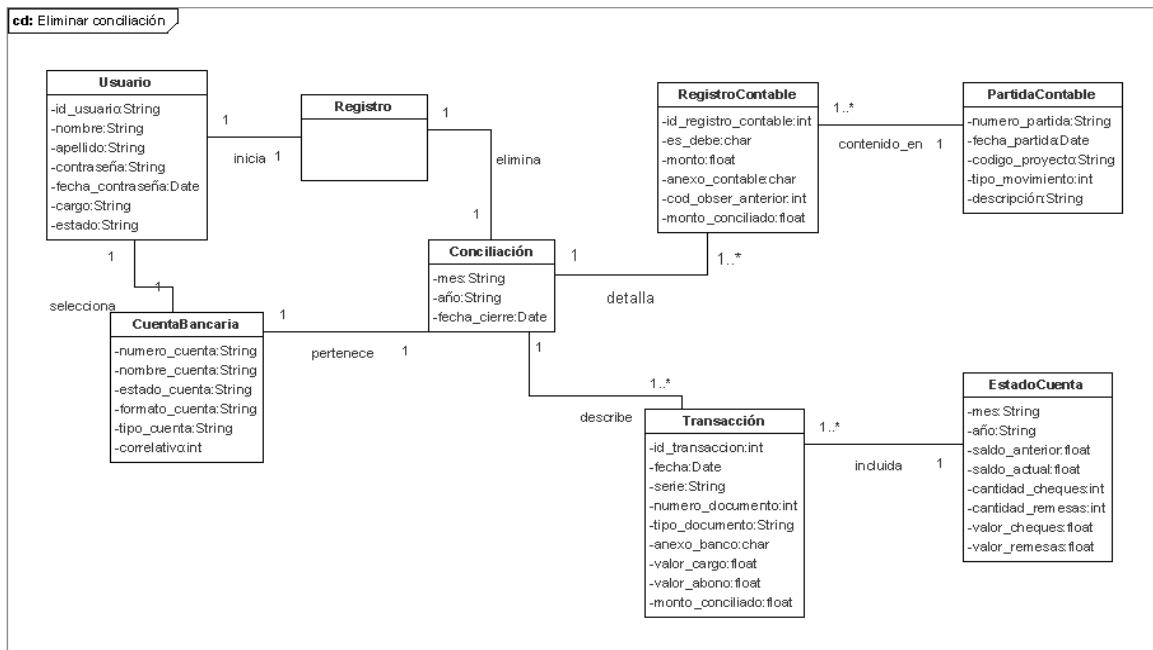 cd: Eliminar conciliación
Usuario
-id_usuario:String
-nombre:String
-apellido:String
-contraseña:String
-fecha_contraseña:Date
-cargo:String
-estado:String
1
inicia
1
Registro
1
elimina
1
RegistroContable
-id_registro_contable:int
-es_debe:char
-monto:float
-anexo_contable:char
-cod_obser_anterior:int
-monto_conciliado:float
1..*
contenido_en
1
PartidaContable
-numero_partida:String
-fecha_partida:Date
-codigo_proyecto:String
-tipo_movimiento:int
-descripción:String
1
selecciona
1
Conciliación
-mes:String
-año:String
-fecha_cierre:Date
1
detalla
1..*
CuentaBancaria
-numero_cuenta:String
-nombre_cuenta:String
-estado_cuenta:String
-formato_cuenta:String
-tipo_cuenta:String
-correlativo:int
1
pertenece
1
1
describe
1..*
Transacción
-id_transaccion:int
-fecha:Date
-serie:String
-numero_documento:int
-tipo_documento:String
-anexo_banco:char
-valor_cargo:float
-valor_abono:float
-monto_conciliado:float
1..*
incluida
1
EstadoCuenta
-mes:String
-año:String
-saldo_anterior:float
-saldo_actual:float
-cantidad_cheques:int
-cantidad_remesas:int
-valor_cheques:float
-valor_remesas:float